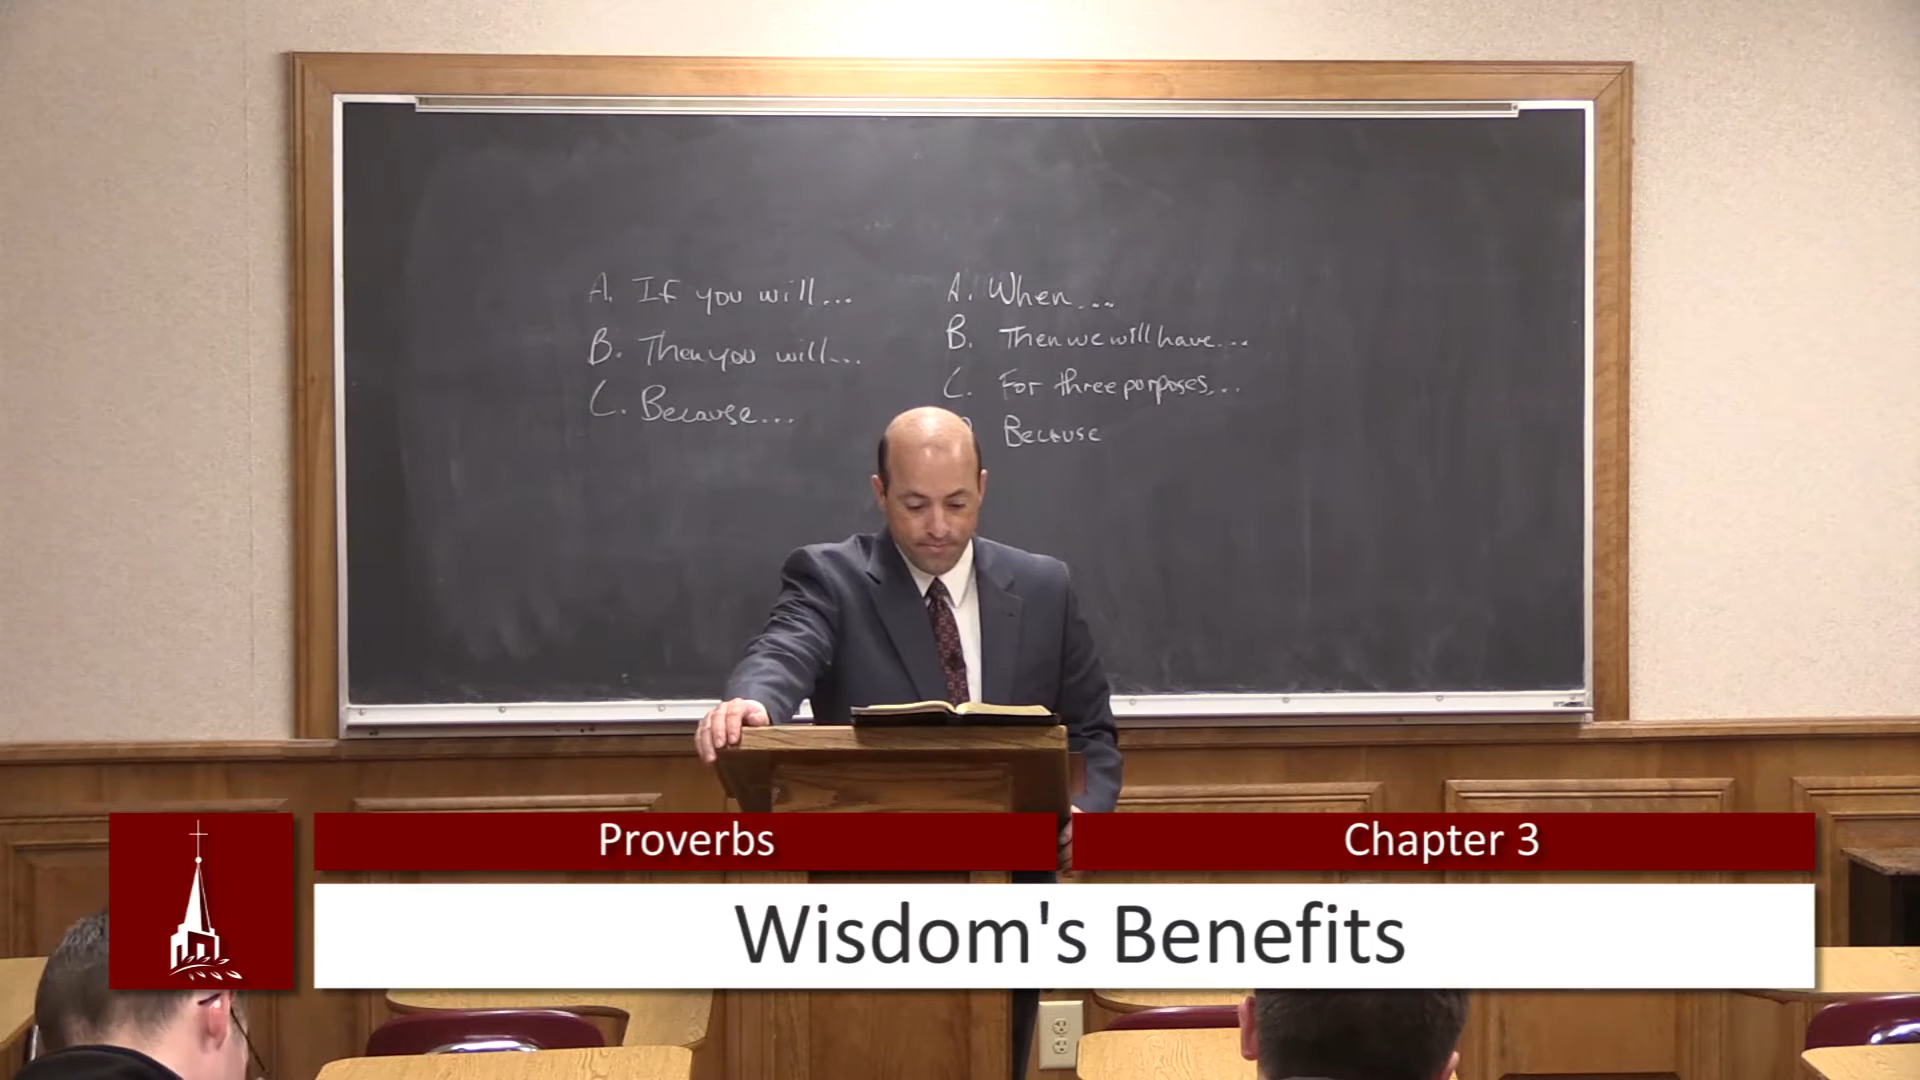 A. If you will...
B. Then you will...
C. Because...
A. When...
B. Then we will have...
C. For three purposes...
Because
Proverbs
Chapter 3
Wisdom's Benefits